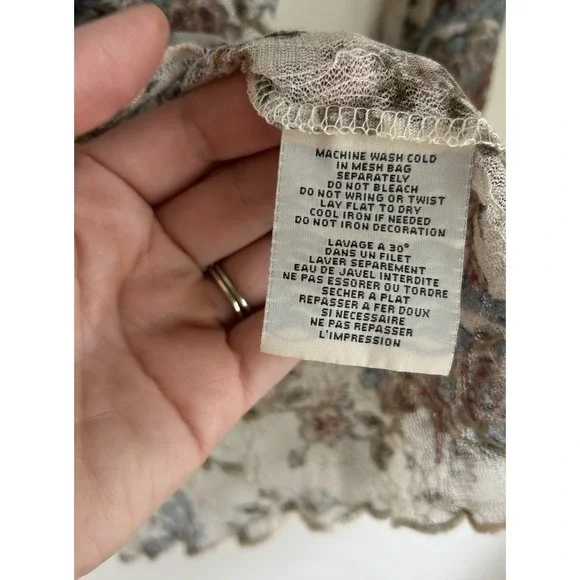 MACHINE WASH COLD
IN MESH BAG
SEPARATELY
DO NOT BLEACH
DO NOT WRING OR TWIST
LAY FLAT TO DRY
COOL IRON IF NEEDED
DO NOT IRON DECORATION
LAVAGE A 30°
DANS UN FILET
LAVER SEPAREMENT
EAU DE JAVEL INTERDITE
NE PAS ESSORER OU TORDRE
SECHER A PLAT
REPASSER A FER DOUX
SI NECESSAIRE
NE PAS REPASSER
L'IMPRESSION